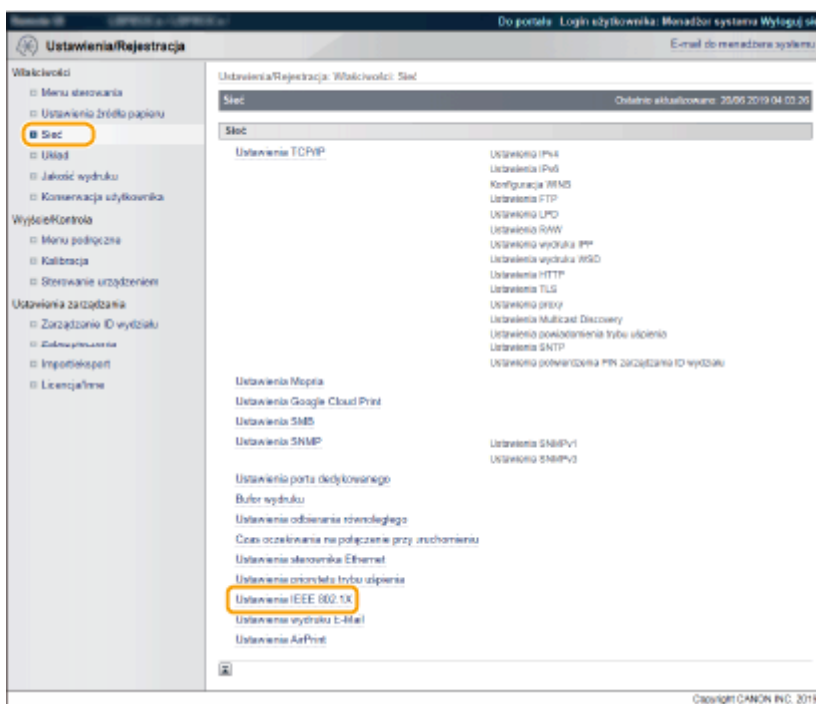 Remote UI
Do portalu Login użytkownika: Menadżer systemu Wyloguj się
Ustawienia/Rejestracja
E-mail do menadżera systemu
Właściwości
Menu sterowania
Ustawienia źródła papieru
Sieć
Układ
Jakość wydruku
Konserwacja użytkownika
Wyjście/Kontrola
Menu podręczne
Kalibracja
Sterowanie urządzeniem
Ustawienia zarządzania
Zarządzanie ID wydziału
Import/eksport
Licencja/Inne
Ustawienia/Rejestracja: Właściwości: Sieć
Sieć
Ostatnio aktualizowano: 26/06 2019 04:03:26
Sieć
Ustawienia TCP/IP
Ustawienia IPv4
Ustawienia IPv6
Konfiguracja WINS
Ustawienia FTP
Ustawienia LPD
Ustawienia RAW
Ustawienia wydruku IPP
Ustawienia wydruku WSD
Ustawienia HTTP
Ustawienia TLS
Ustawienia proxy
Ustawienia Multicast Discovery
Ustawienia powiadomienia trybu uśpienia
Ustawienia SNTP
Ustawienia potwierdzenia PIN zarządzania ID wydziału
Ustawienia Mopria
Ustawienia Google Cloud Print
Ustawienia SMB
Ustawienia SNMP
Ustawienia SNMPv1
Ustawienia SNMPv3
Ustawienia portu dedykowanego
Bufor wydruku
Ustawienia odbierania równoległego
Czas oczekiwania na połączenie przy uruchomieniu
Ustawienia sterownika Ethernet
Ustawienia priorytetu trybu uśpienia
Ustawienia IEEE 802.1X
Ustawienia wydruku E-Mail
Ustawienia AirPrint
Copyright CANON INC. 2019